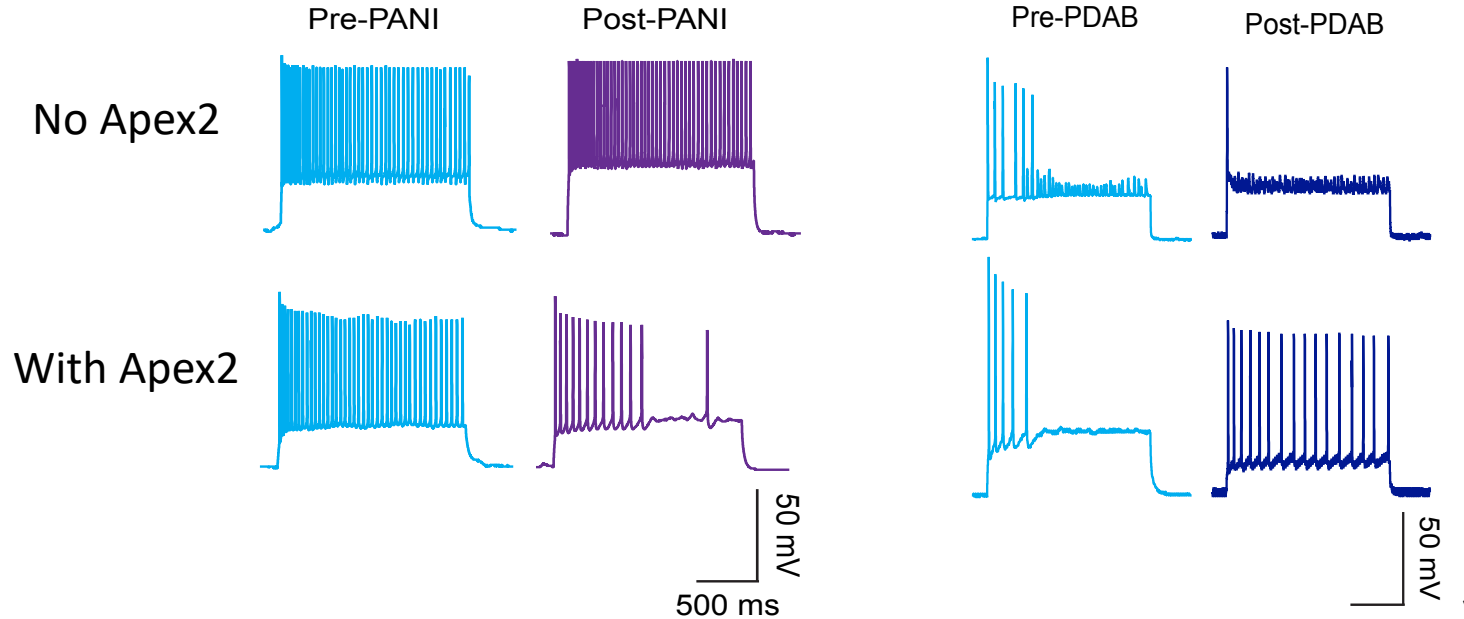 Pre-PANI
Post-PANI
Pre-PDAB
Post-PDAB
No Apex2
With Apex2
50 mV
500 ms
50 mV